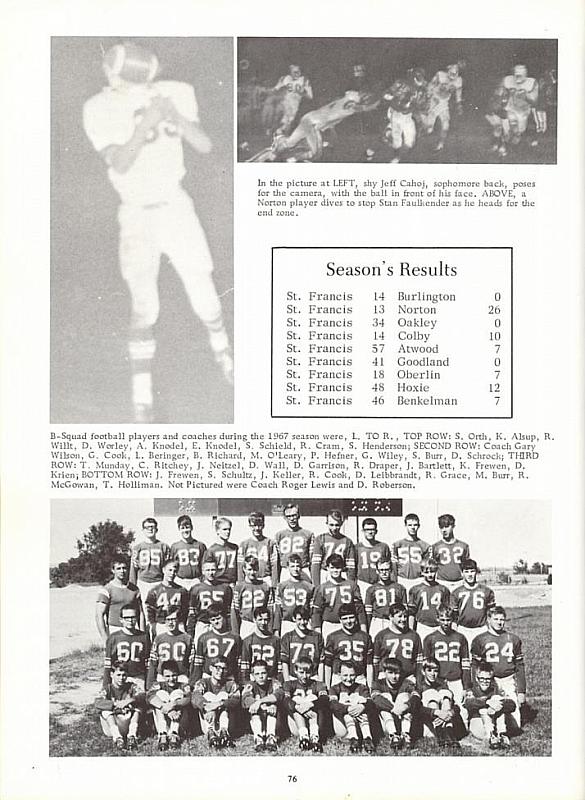 In the picture at LEFT, shy Jeff Cahoj, sophomore back, poses
for the camera, with the ball in front of his face. ABOVE, a
Norton player dives to stop Stan Faulkender as he heads for the
end zone.
Season's Results
St. Francis 14 Burlington 0
St. Francis 13 Norton 26
St. Francis 34 Oakley 0
St. Francis 14 Colby 10
St. Francis 57 Atwood 7
St. Francis 41 Goodland 0
St. Francis 18 Oberlin 7
St. Francis 48 Hoxie 12
St. Francis 46 Benkelman 7
B-Squad football players and coaches during the 1967 season were, L. TO R., TOP ROW: S. Orth, K. Alsup, R.
Willt, D. Worley, A. Knodel, E. Knodel, S. Schield, R. Cram, S. Henderson; SECOND ROW: Coach Gary
Wilson, G. Cook, L. Beringer, B. Richard, M. O'Leary, P. Hefner, G. Wiley, S. Burr, D. Schrock; THIRD
ROW: T. Munday, C. Ritchey, J. Neitzel, D. Wall, D. Garrison, R. Draper, J. Bartlett, K. Frewen, D.
Krien; BOTTOM ROW: J. Frewen, S. Schultz, J. Keller, R. Cook, D. Leibbrandt, R. Grace, M. Burr, R.
McGowan, T. Holliman. Not Pictured were Coach Roger Lewis and D. Roberson.
85 83 77 64 82 74 19 55 32
44 65 22 53 75 81 14 76
60 60 67 62 73 35 78 22 24
76